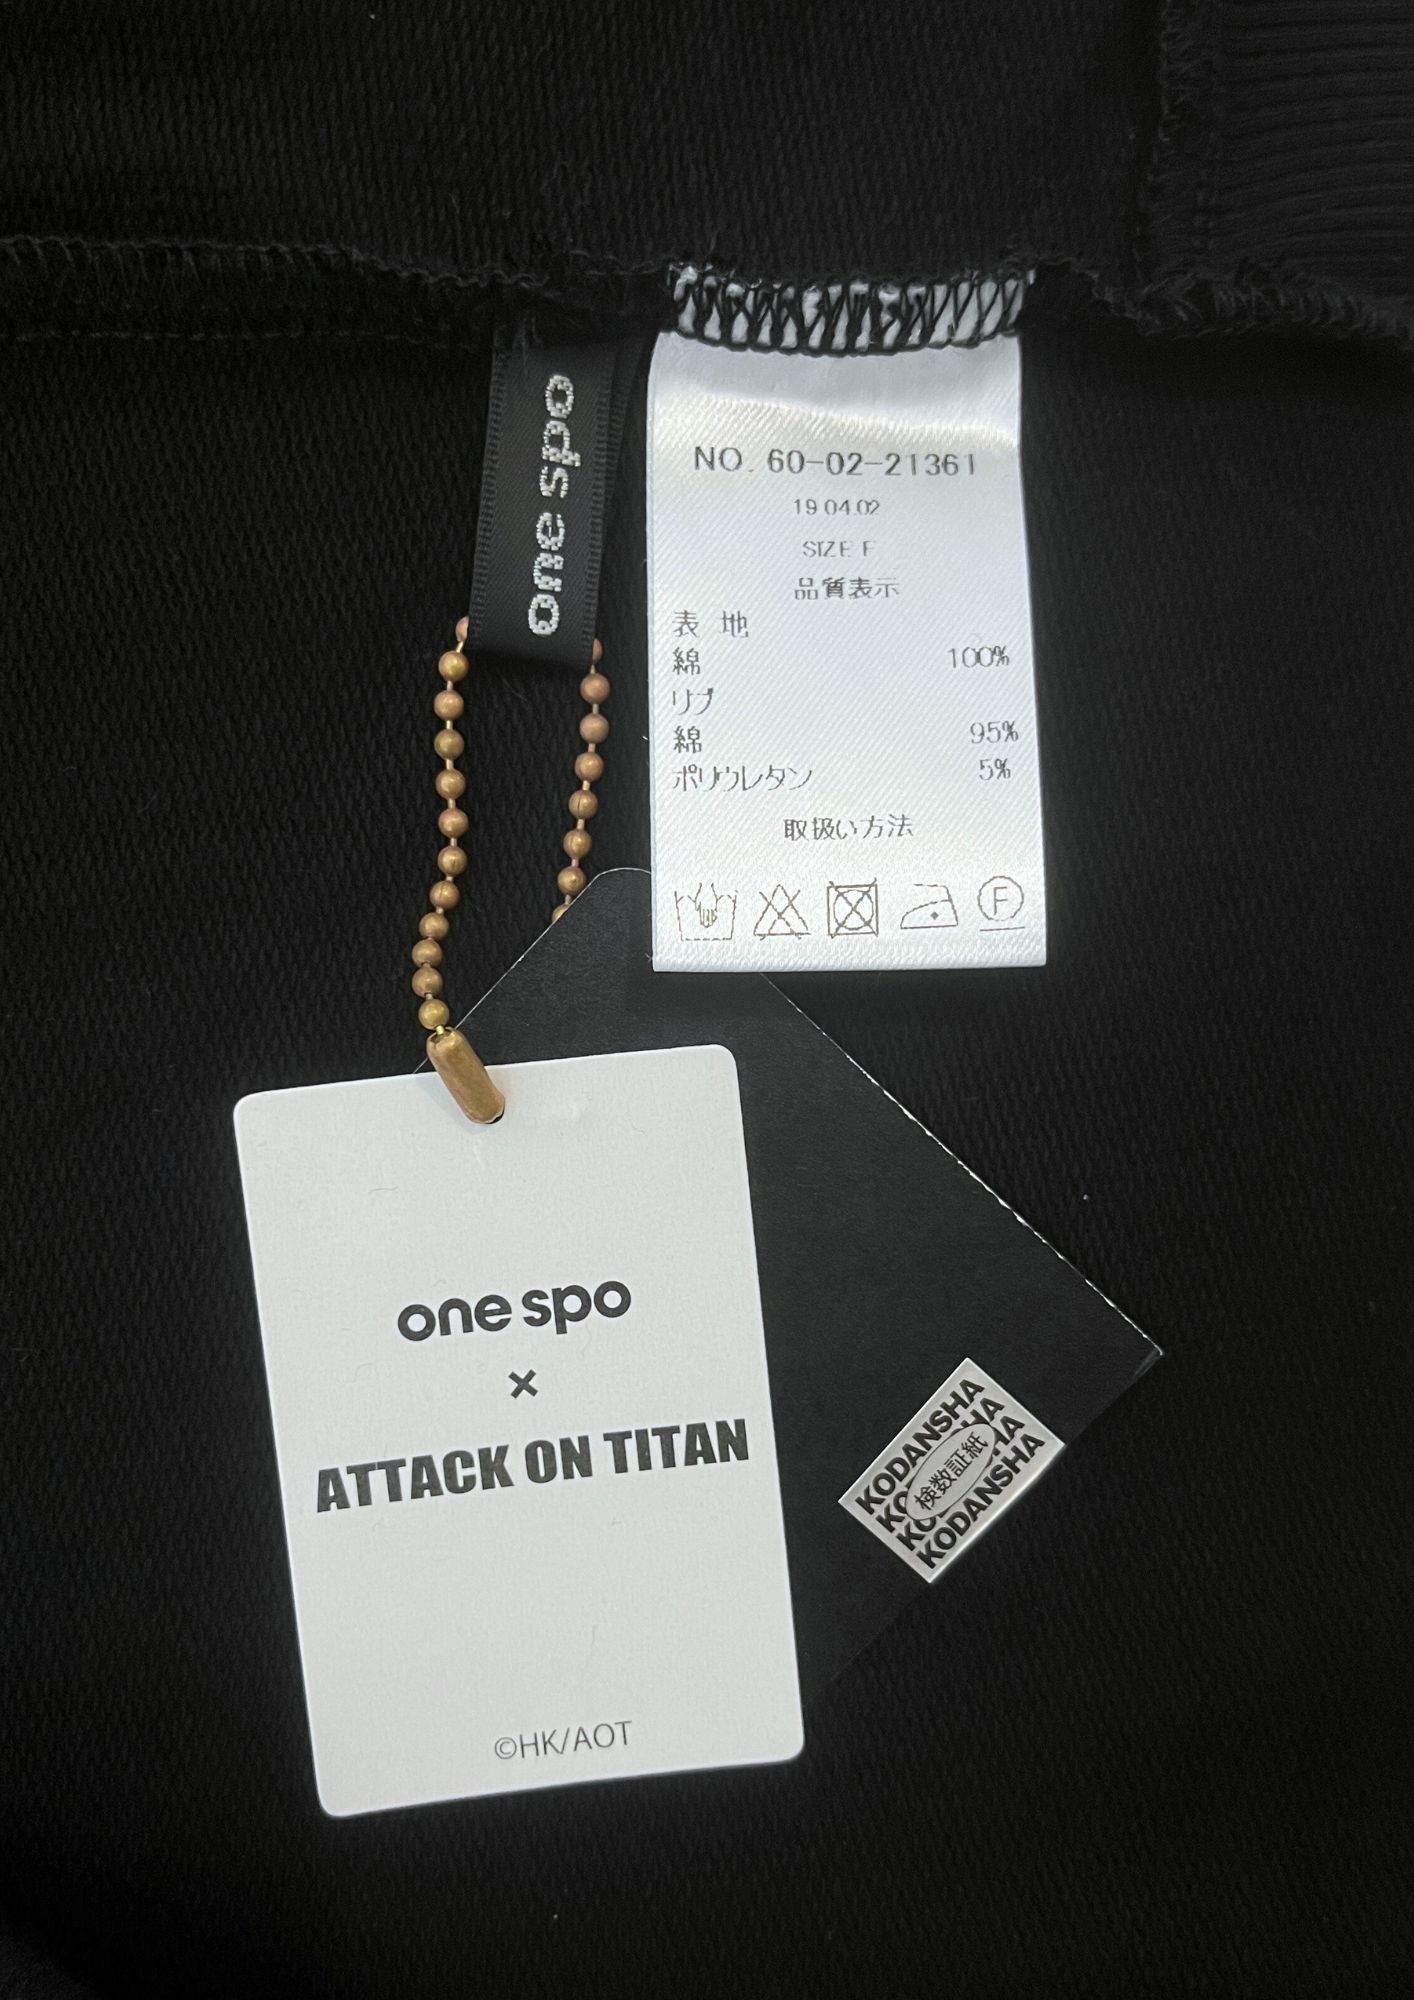 one spo
NO. 60-02-21361
19.04.02
SIZE F
品質表示
表 地
綿 100%
リブ
綿 95%
ポリウレタン 5%
取扱い方法
F
one spo
×
ATTACK ON TITAN
©HK/AOT
KODANSHA
KODANSHA
KODANSHA
KODANSHA
検数証紙